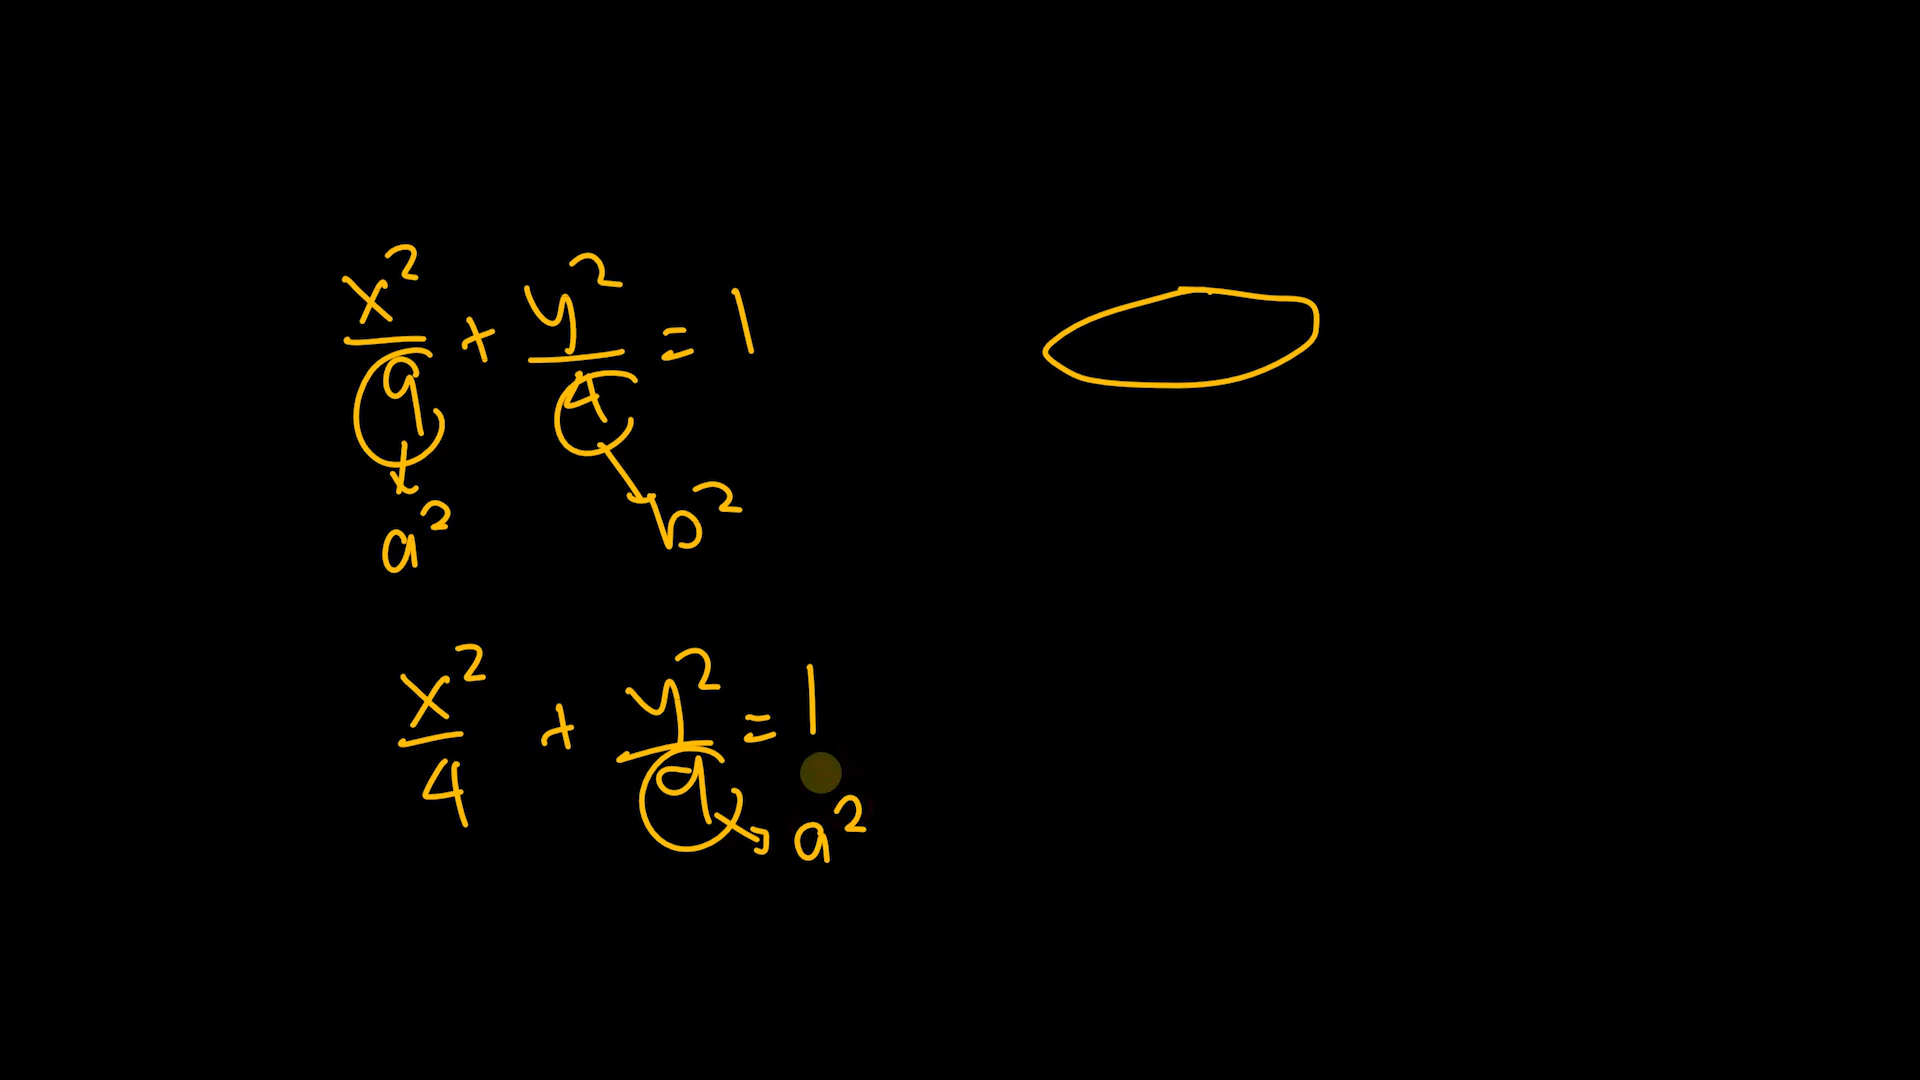 x²/9 + y²/4 = 1
a² b²
x²/4 + y²/9 = 1
a²